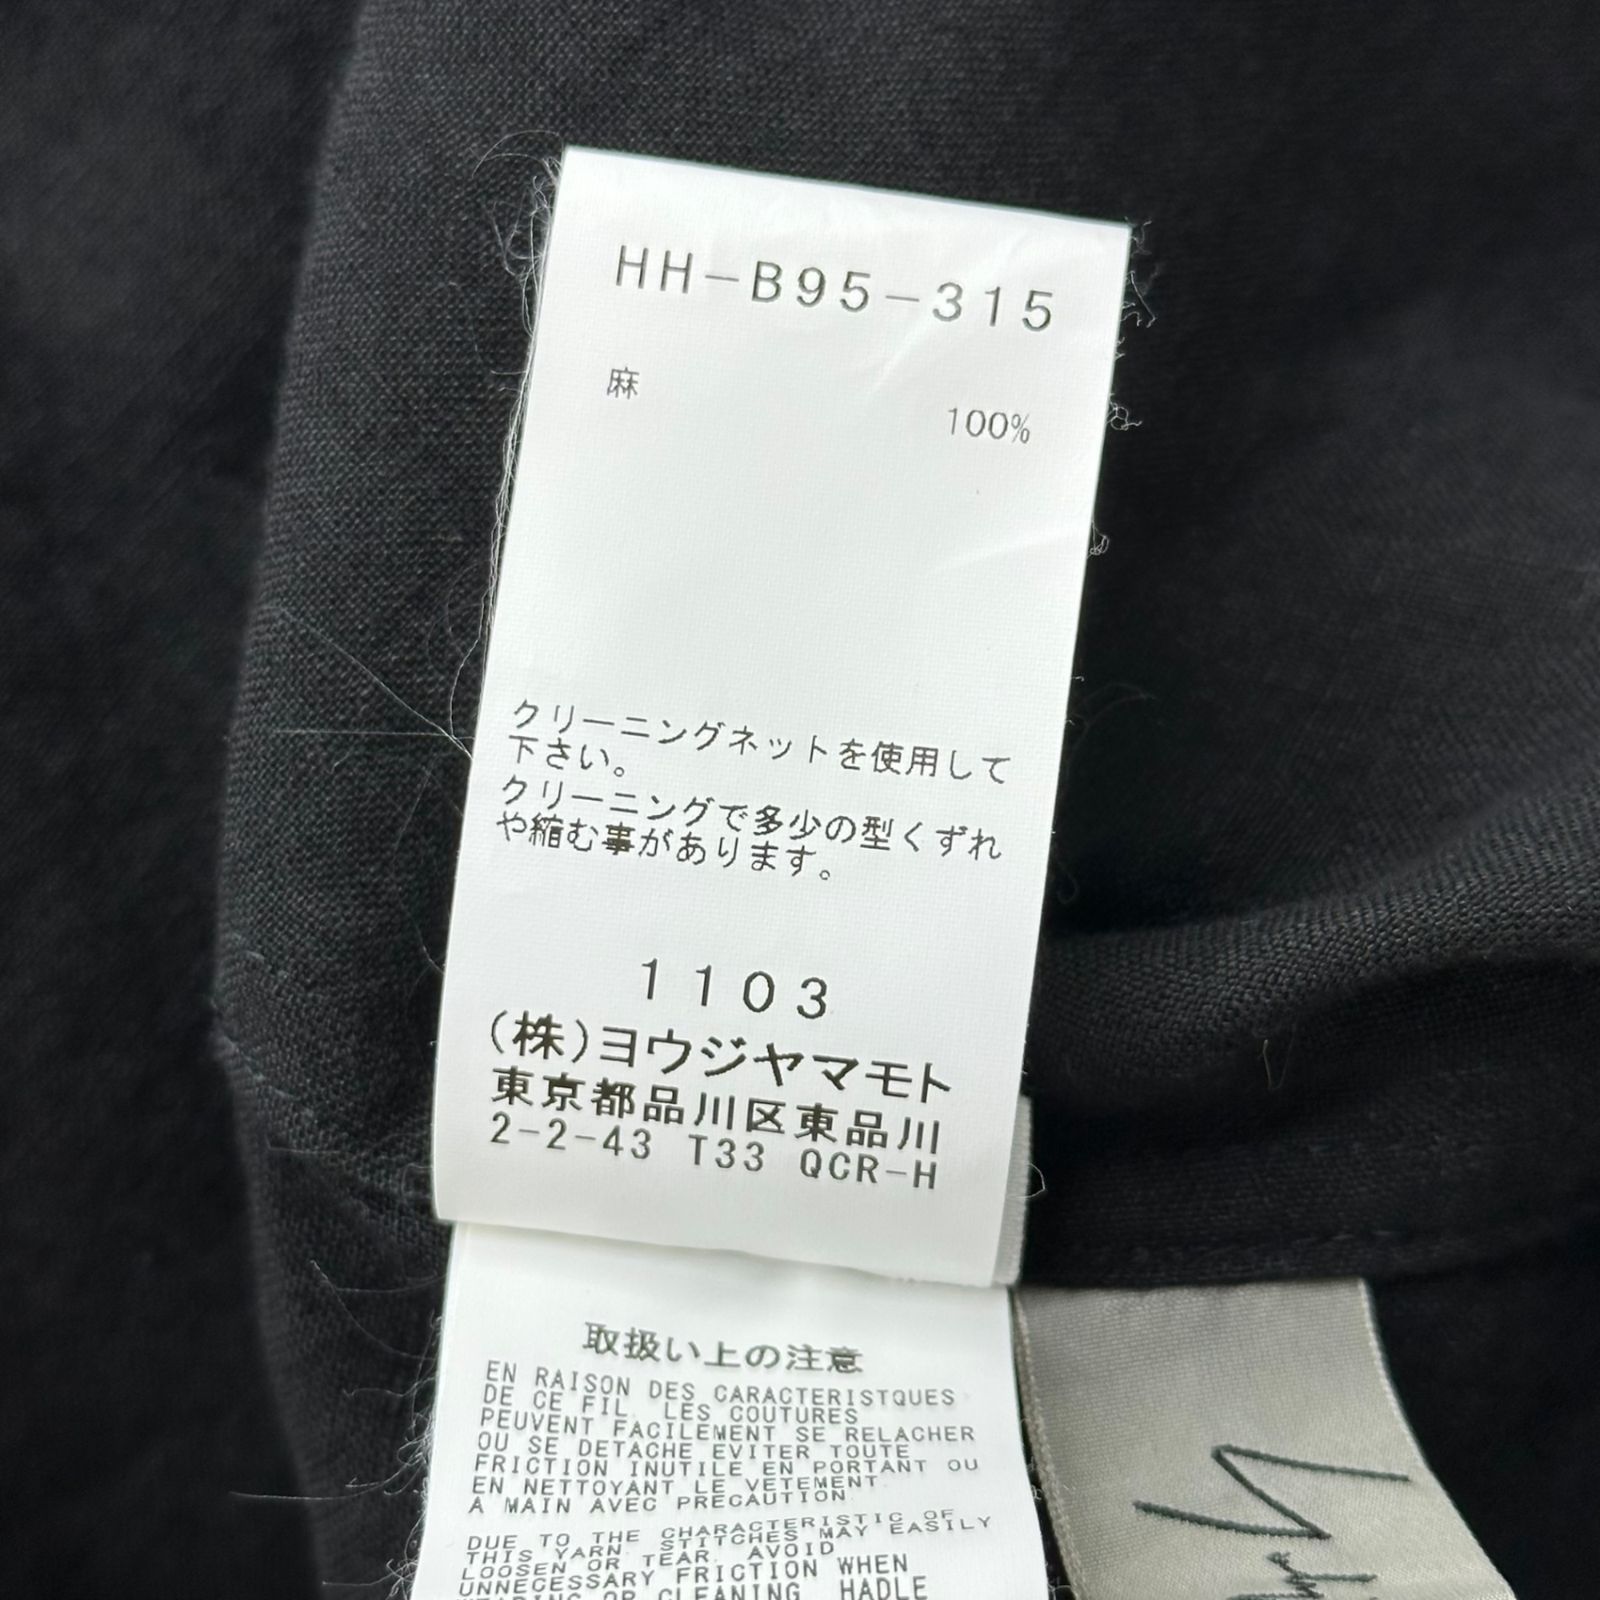 HH-B95-315
麻
100%
クリーニングネットを使用して
下さい。
クリーニングで多少の型くずれ
や縮む事があります。
1103
(株)ヨウジヤマモト
東京都品川区東品川
2-2-43 T33 QCR-H
取扱い上の注意
EN RAISON DES CARACTERISTQUES
DE CE FIL, LES COUTURES
PEUVENT FACILEMENT SE RELACHER
OU SE DETACHE EVITER TOUTE
FRICTION INUTILE EN PORTANT OU
EN NETTOYANT LE VETEMENT
A MAIN AVEC PRECAUTION
DUE TO THE CHARACTERISTIC OF
THIS YARN. STITCHES MAY EASILY
LOOSEN OR TEAR. AVOID
UNNECESSARY FRICTION WHEN
WEARING OR CLEANING. HADLE